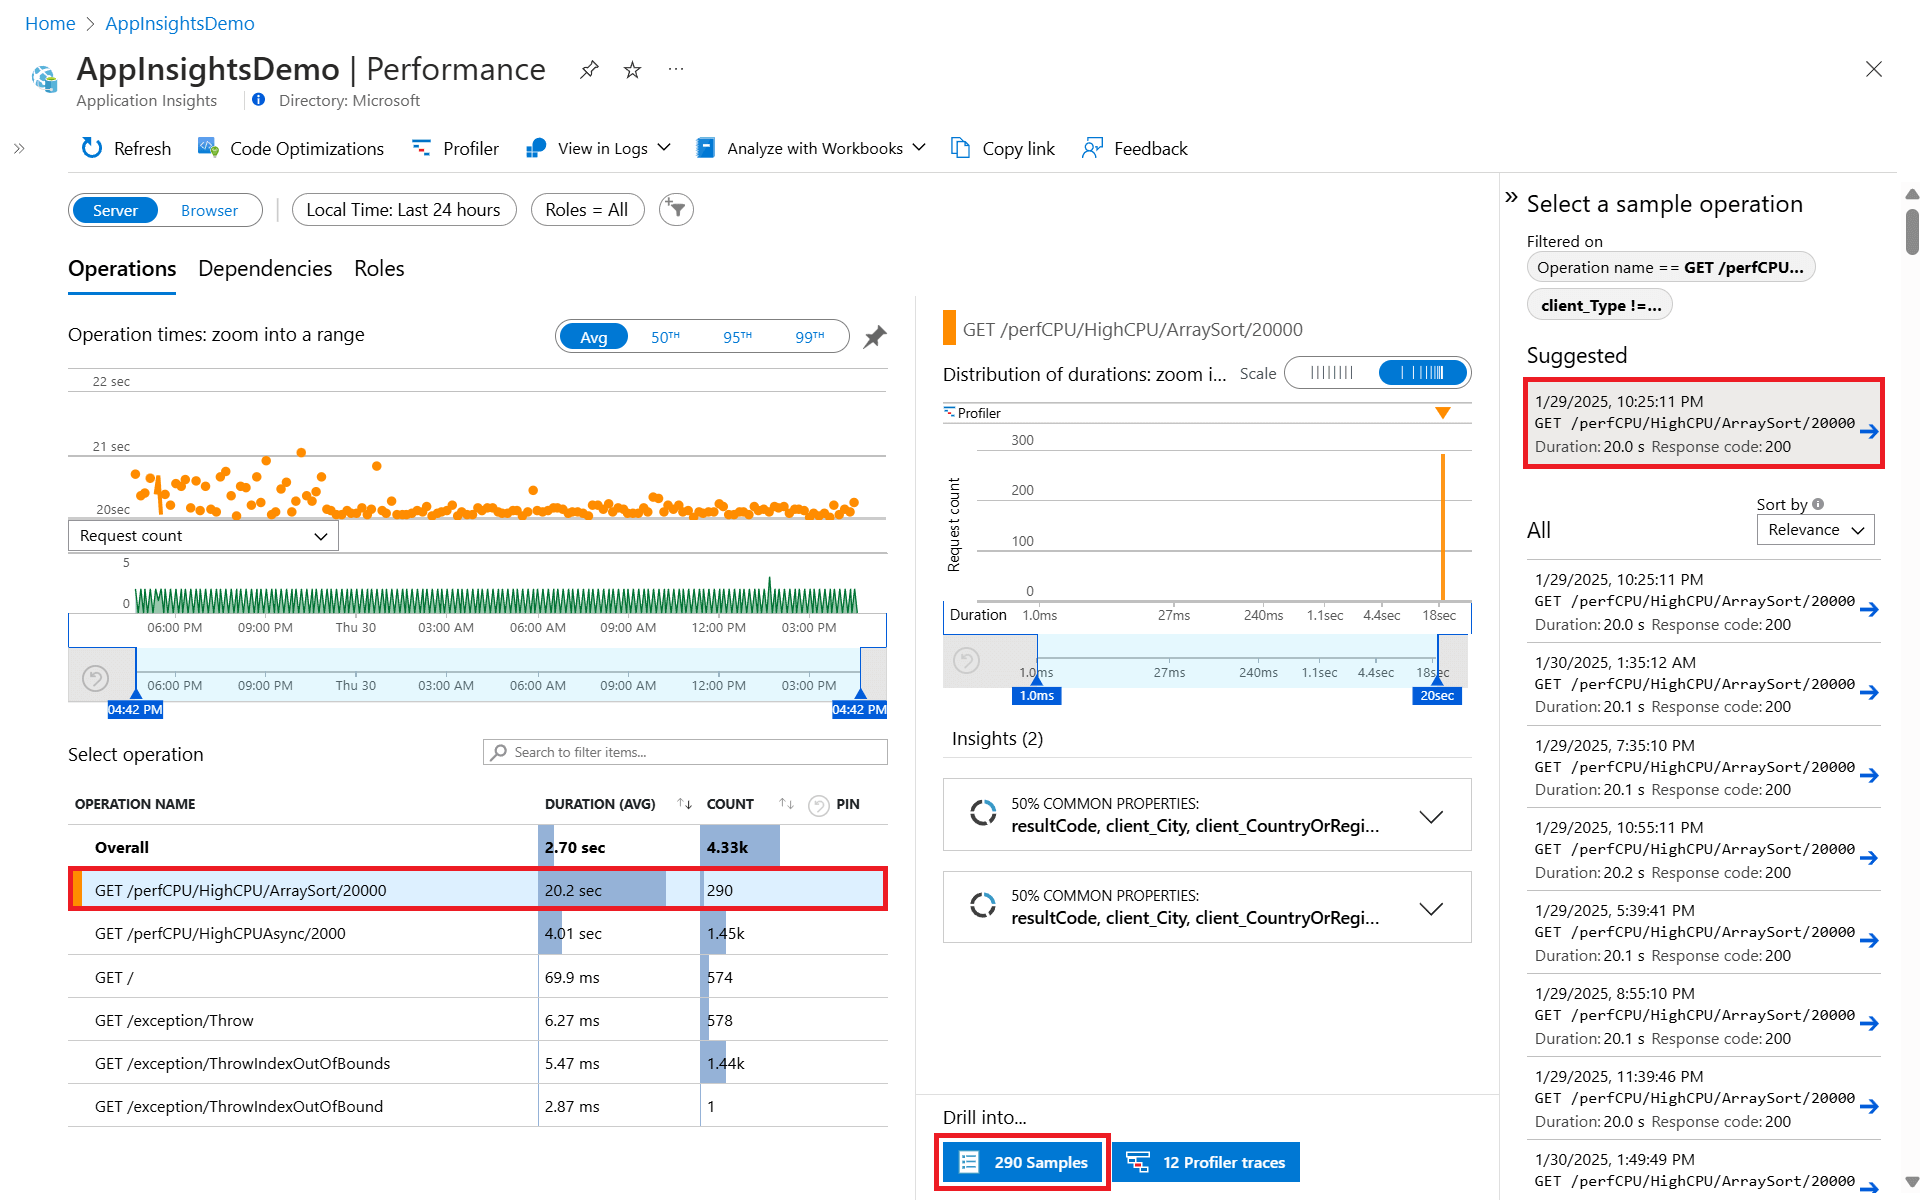 Home > AppInsightsDemo
AppInsightsDemo | Performance
Application Insights
Directory: Microsoft
Refresh
Code Optimizations
Profiler
View in Logs
Analyze with Workbooks
Copy link
Feedback
Server
Browser
Local Time: Last 24 hours
Roles = All
Operations
Dependencies
Roles
Operation times: zoom into a range
Avg
50TH
95TH
99TH
22 sec
21 sec
20sec
Request count
5
0
06:00 PM 09:00 PM Thu 30 03:00 AM 06:00 AM 09:00 AM 12:00 PM 03:00 PM
06:00 PM 09:00 PM Thu 30 03:00 AM 06:00 AM 09:00 AM 12:00 PM 03:00 PM
04:42 PM
04:42 PM
Select operation
Search to filter items...
OPERATION NAME DURATION (AVG) COUNT PIN
Overall 2.70 sec 4.33k
GET /perfCPU/HighCPU/ArraySort/20000 20.2 sec 290
GET /perfCPU/HighCPUAsync/2000 4.01 sec 1.45k
GET / 69.9 ms 574
GET /exception/Throw 6.27 ms 578
GET /exception/ThrowIndexOutOfBounds 5.47 ms 1.44k
GET /exception/ThrowIndexOutOfBound 2.87 ms 1
GET /perfCPU/HighCPU/ArraySort/20000
Distribution of durations: zoom i...
Scale
Profiler
Request count
300
200
100
0
Duration 1.0ms 27ms 240ms 1.1sec 4.4sec 18sec
1.0ms 27ms 240ms 1.1sec 4.4sec 18sec
1.0ms
20sec
Insights (2)
50% COMMON PROPERTIES:
resultCode, client_City, client_CountryOrRegi...
50% COMMON PROPERTIES:
resultCode, client_City, client_CountryOrRegi...
Drill into...
290 Samples
12 Profiler traces
Select a sample operation
Filtered on
Operation name == GET /perfCPU...
client_Type !=...
Suggested
1/29/2025, 10:25:11 PM
GET /perfCPU/HighCPU/ArraySort/20000
Duration: 20.0 s Response code: 200
Sort by
All
Relevance
1/29/2025, 10:25:11 PM
GET /perfCPU/HighCPU/ArraySort/20000
Duration: 20.0 s Response code: 200
1/30/2025, 1:35:12 AM
GET /perfCPU/HighCPU/ArraySort/20000
Duration: 20.1 s Response code: 200
1/29/2025, 7:35:10 PM
GET /perfCPU/HighCPU/ArraySort/20000
Duration: 20.1 s Response code: 200
1/29/2025, 10:55:11 PM
GET /perfCPU/HighCPU/ArraySort/20000
Duration: 20.2 s Response code: 200
1/29/2025, 5:39:41 PM
GET /perfCPU/HighCPU/ArraySort/20000
Duration: 20.1 s Response code: 200
1/29/2025, 8:55:10 PM
GET /perfCPU/HighCPU/ArraySort/20000
Duration: 20.1 s Response code: 200
1/29/2025, 11:39:46 PM
GET /perfCPU/HighCPU/ArraySort/20000
Duration: 20.0 s Response code: 200
1/30/2025, 1:49:49 PM
GET /perfCPU/HighCPU/ArraySort/20000